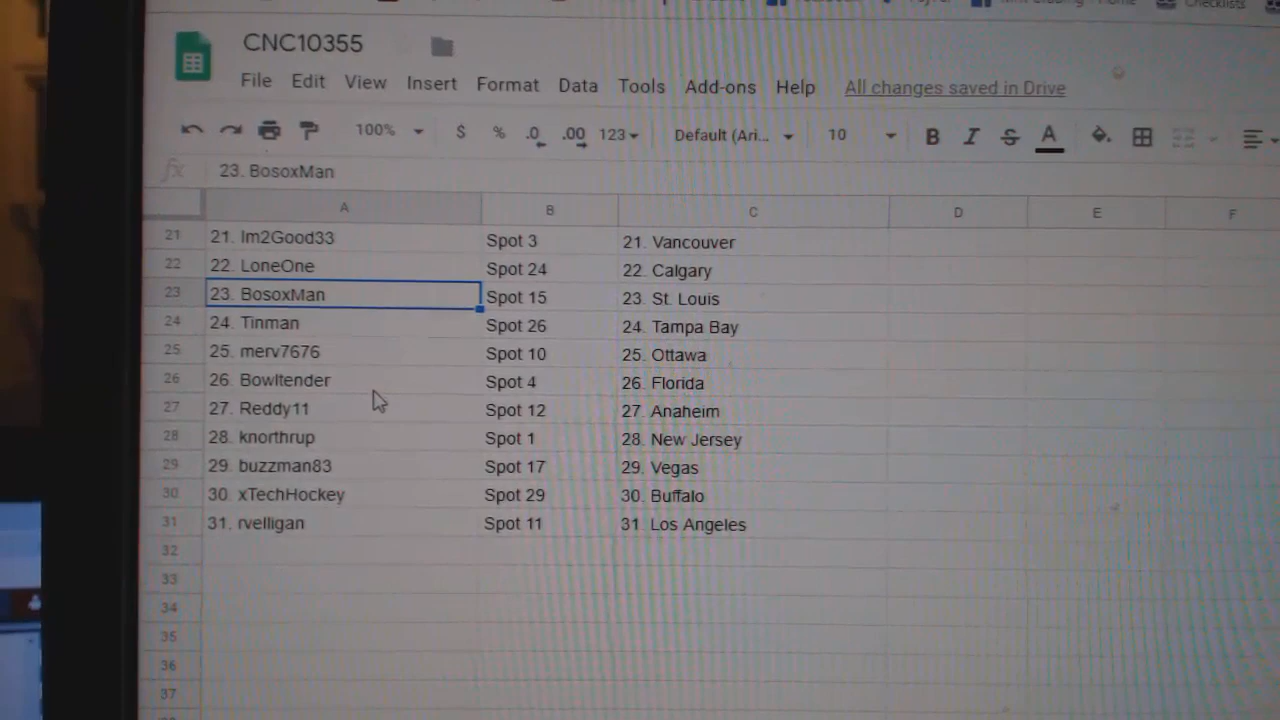 Checklists
CNC10355
File Edit View Insert Format Data Tools Add-ons Help All changes saved in Drive
100% $ % .0 .00 123 Default (Ari... 10 B I S A
fx 23. BosoxMan
A B C D E F
21 21. Im2Good33 Spot 3 21. Vancouver
22 22. LoneOne Spot 24 22. Calgary
23 23. BosoxMan Spot 15 23. St. Louis
24 24. Tinman Spot 26 24. Tampa Bay
25 25. merv7676 Spot 10 25. Ottawa
26 26. Bowltender Spot 4 26. Florida
27 27. Reddy11 Spot 12 27. Anaheim
28 28. knorthrup Spot 1 28. New Jersey
29 29. buzzman83 Spot 17 29. Vegas
30 30. xTechHockey Spot 29 30. Buffalo
31 31. rvelligan Spot 11 31 Los Angeles
32
33
34
35
36
37